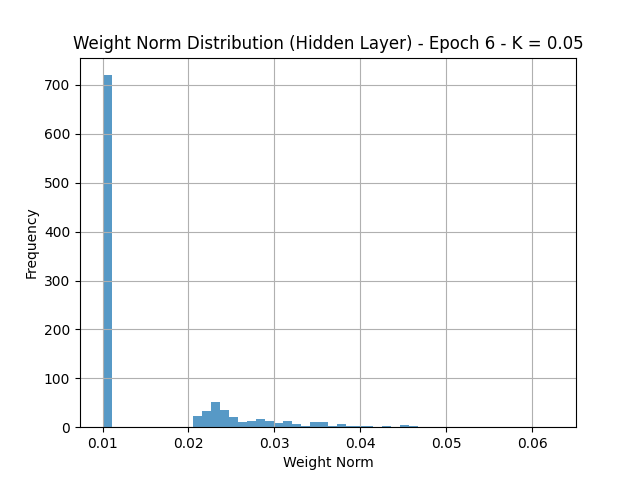 Weight Norm Distribution (Hidden Layer) - Epoch 6 - K = 0.05
700
600
500
400
300
200
100
0
Frequency
0.01 0.02 0.03 0.04 0.05 0.06
Weight Norm